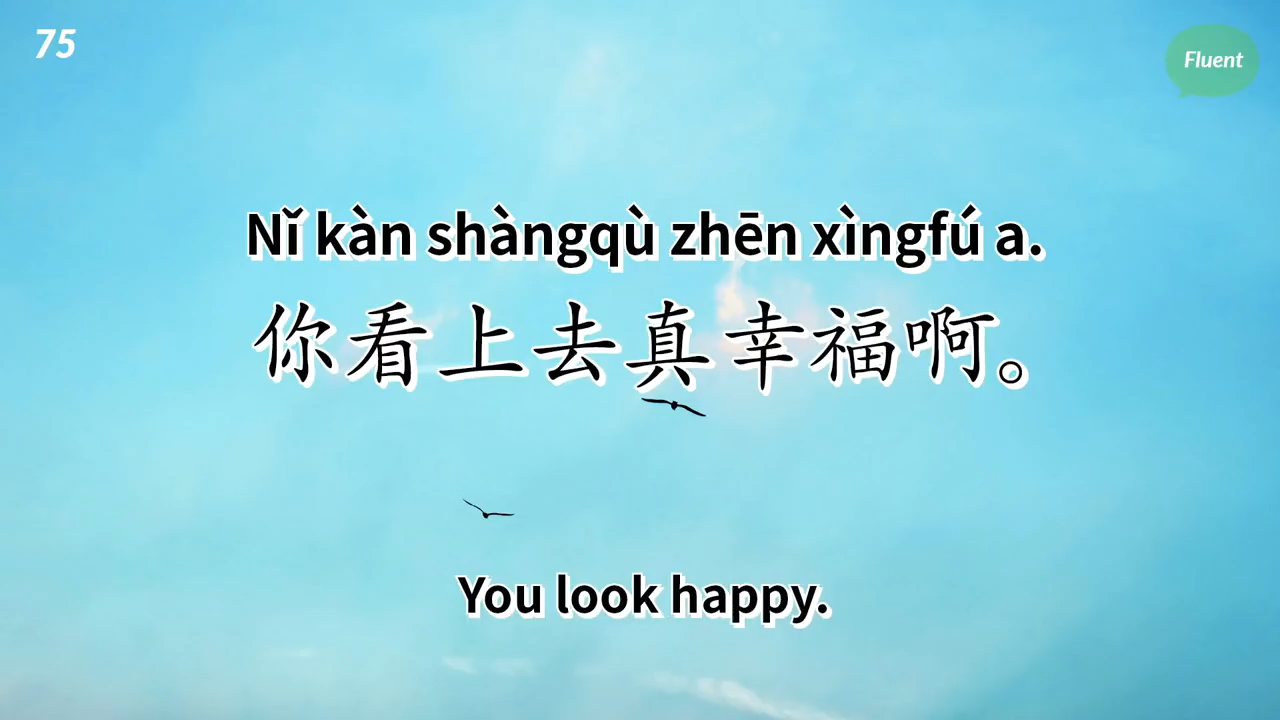 75
Fluent
Nǐ kàn shàngqù zhēn xìngfú a.
你看上去真幸福啊。
You look happy.